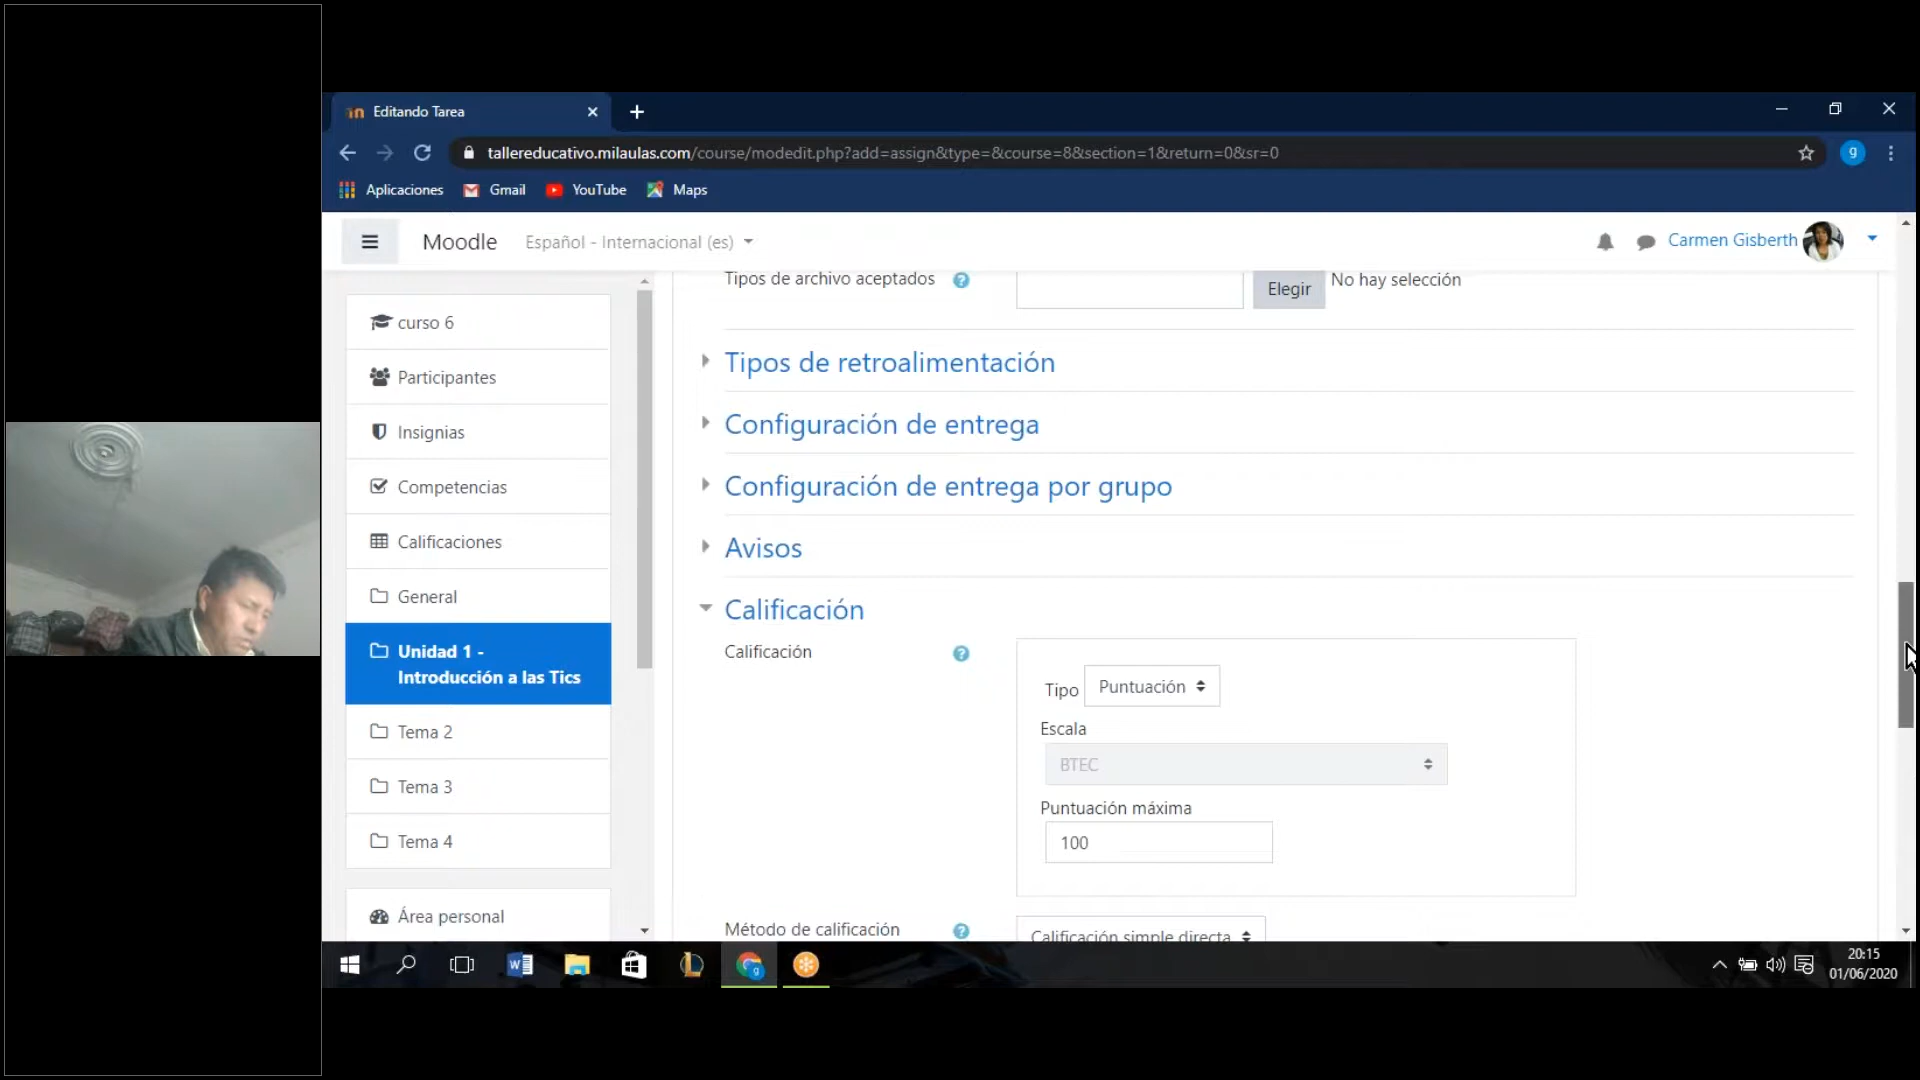 Editando Tarea
tallereducativo.milaulas.com/course/modedit.php?add=assign&type=&course=8&section=1&return=0&sr=0
g
Aplicaciones
Gmail
YouTube
Maps
Moodle
Español - Internacional (es)
Carmen Gisberth
curso 6
Participantes
Insignias
Competencias
Calificaciones
General
Unidad 1 -
Introducción a las Tics
Tema 2
Tema 3
Tema 4
Área personal
Tipos de archivo aceptados
Elegir
No hay selección
Tipos de retroalimentación
Configuración de entrega
Configuración de entrega por grupo
Avisos
Calificación
Calificación
Tipo
Puntuación
Escala
BTEC
Puntuación máxima
100
Método de calificación
Calificación simple directa
20:15
01/06/2020